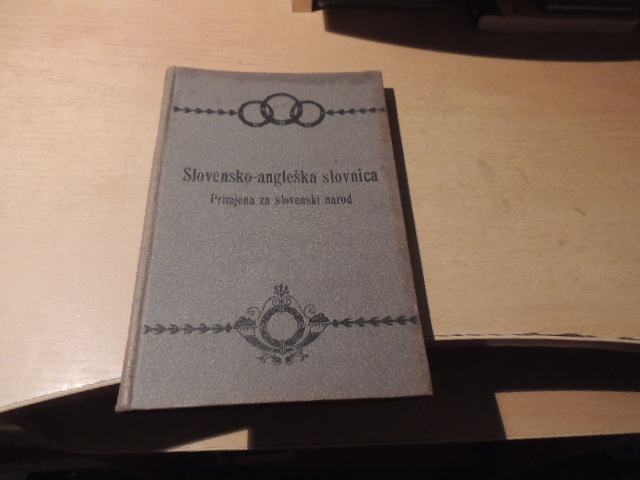 Slovensko-angleška slovnica
Prirejena za slovenski narod